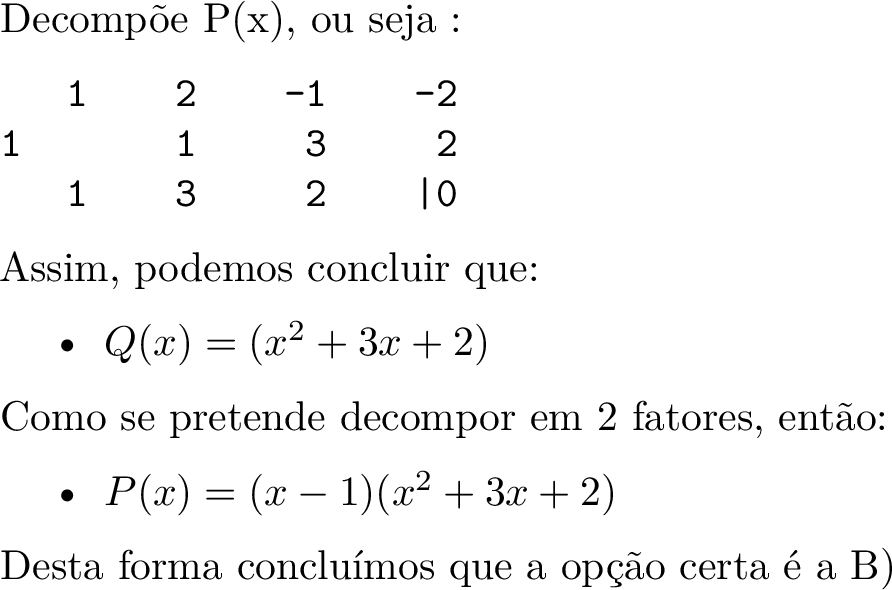 Decompõe P(x), ou seja :
1 2 -1 -2
1 1 3 2
1 3 2 |0
Assim, podemos concluir que:
• Q(x) = (x² + 3x + 2)
Como se pretende decompor em 2 fatores, então:
• P(x) = (x − 1)(x² + 3x + 2)
Desta forma concluímos que a opção certa é a B)